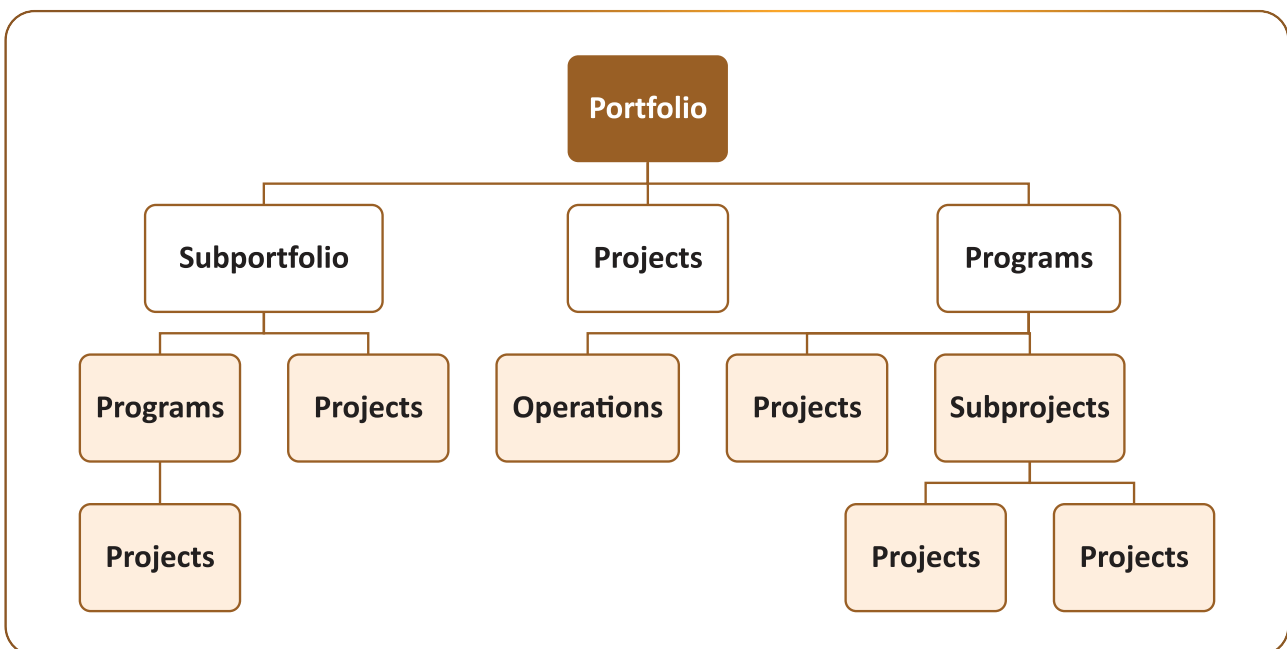 Portfolio
Subportfolio
Projects
Programs
Programs
Projects
Operations
Projects
Subprojects
Projects
Projects
Projects